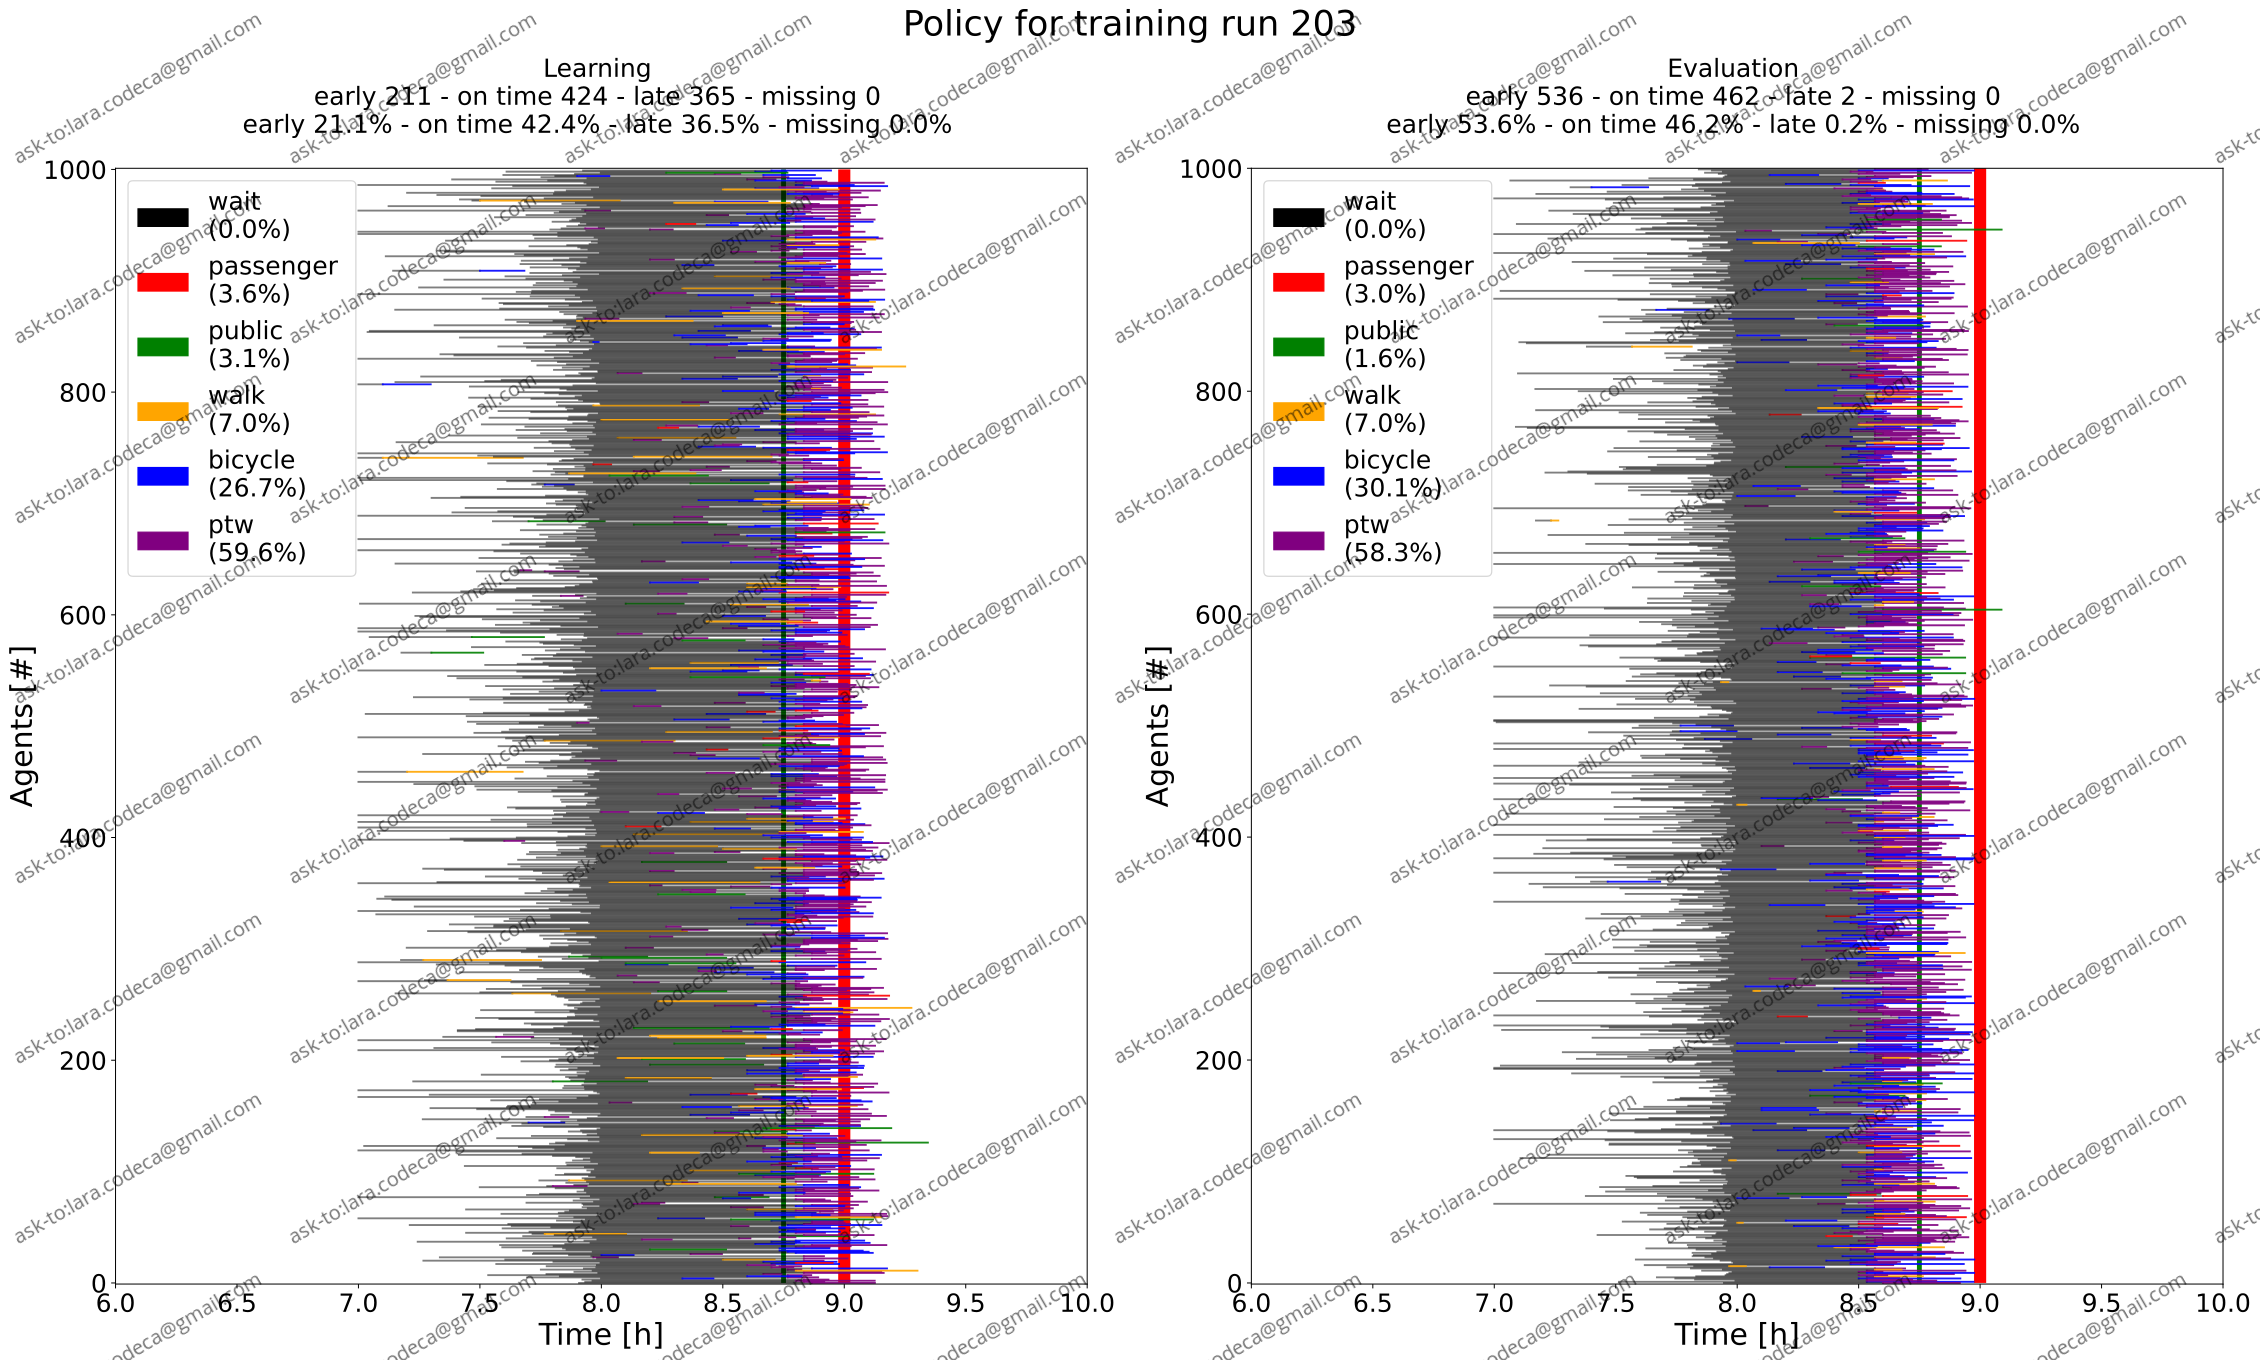 Policy for training run 203
Learning
early 211 - on time 424 - late 365 - missing 0
early 21.1% - on time 42.4% - late 36.5% - missing 0.0%
1000
800
600
400
200
0
Agents [#]
wait
(0.0%)
passenger
(3.6%)
public
(3.1%)
walk
(7.0%)
bicycle
(26.7%)
ptw
(59.6%)
6.0 6.5 7.0 7.5 8.0 8.5 9.0 9.5 10.0
Time [h]
Evaluation
early 536 - on time 462 - late 2 - missing 0
early 53.6% - on time 46.2% - late 0.2% - missing 0.0%
1000
800
600
400
200
0
Agents [#]
wait
(0.0%)
passenger
(3.0%)
public
(1.6%)
walk
(7.0%)
bicycle
(30.1%)
ptw
(58.3%)
6.0 6.5 7.0 7.5 8.0 8.5 9.0 9.5 10.0
Time [h]
ask-to:lara.codeca@gmail.com